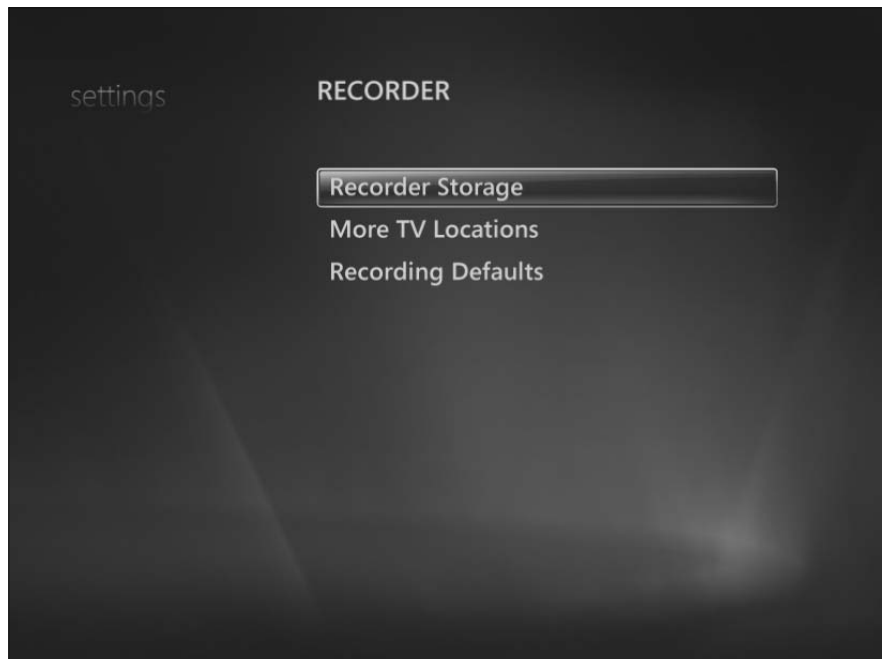 settings
RECORDER
Recorder Storage
More TV Locations
Recording Defaults